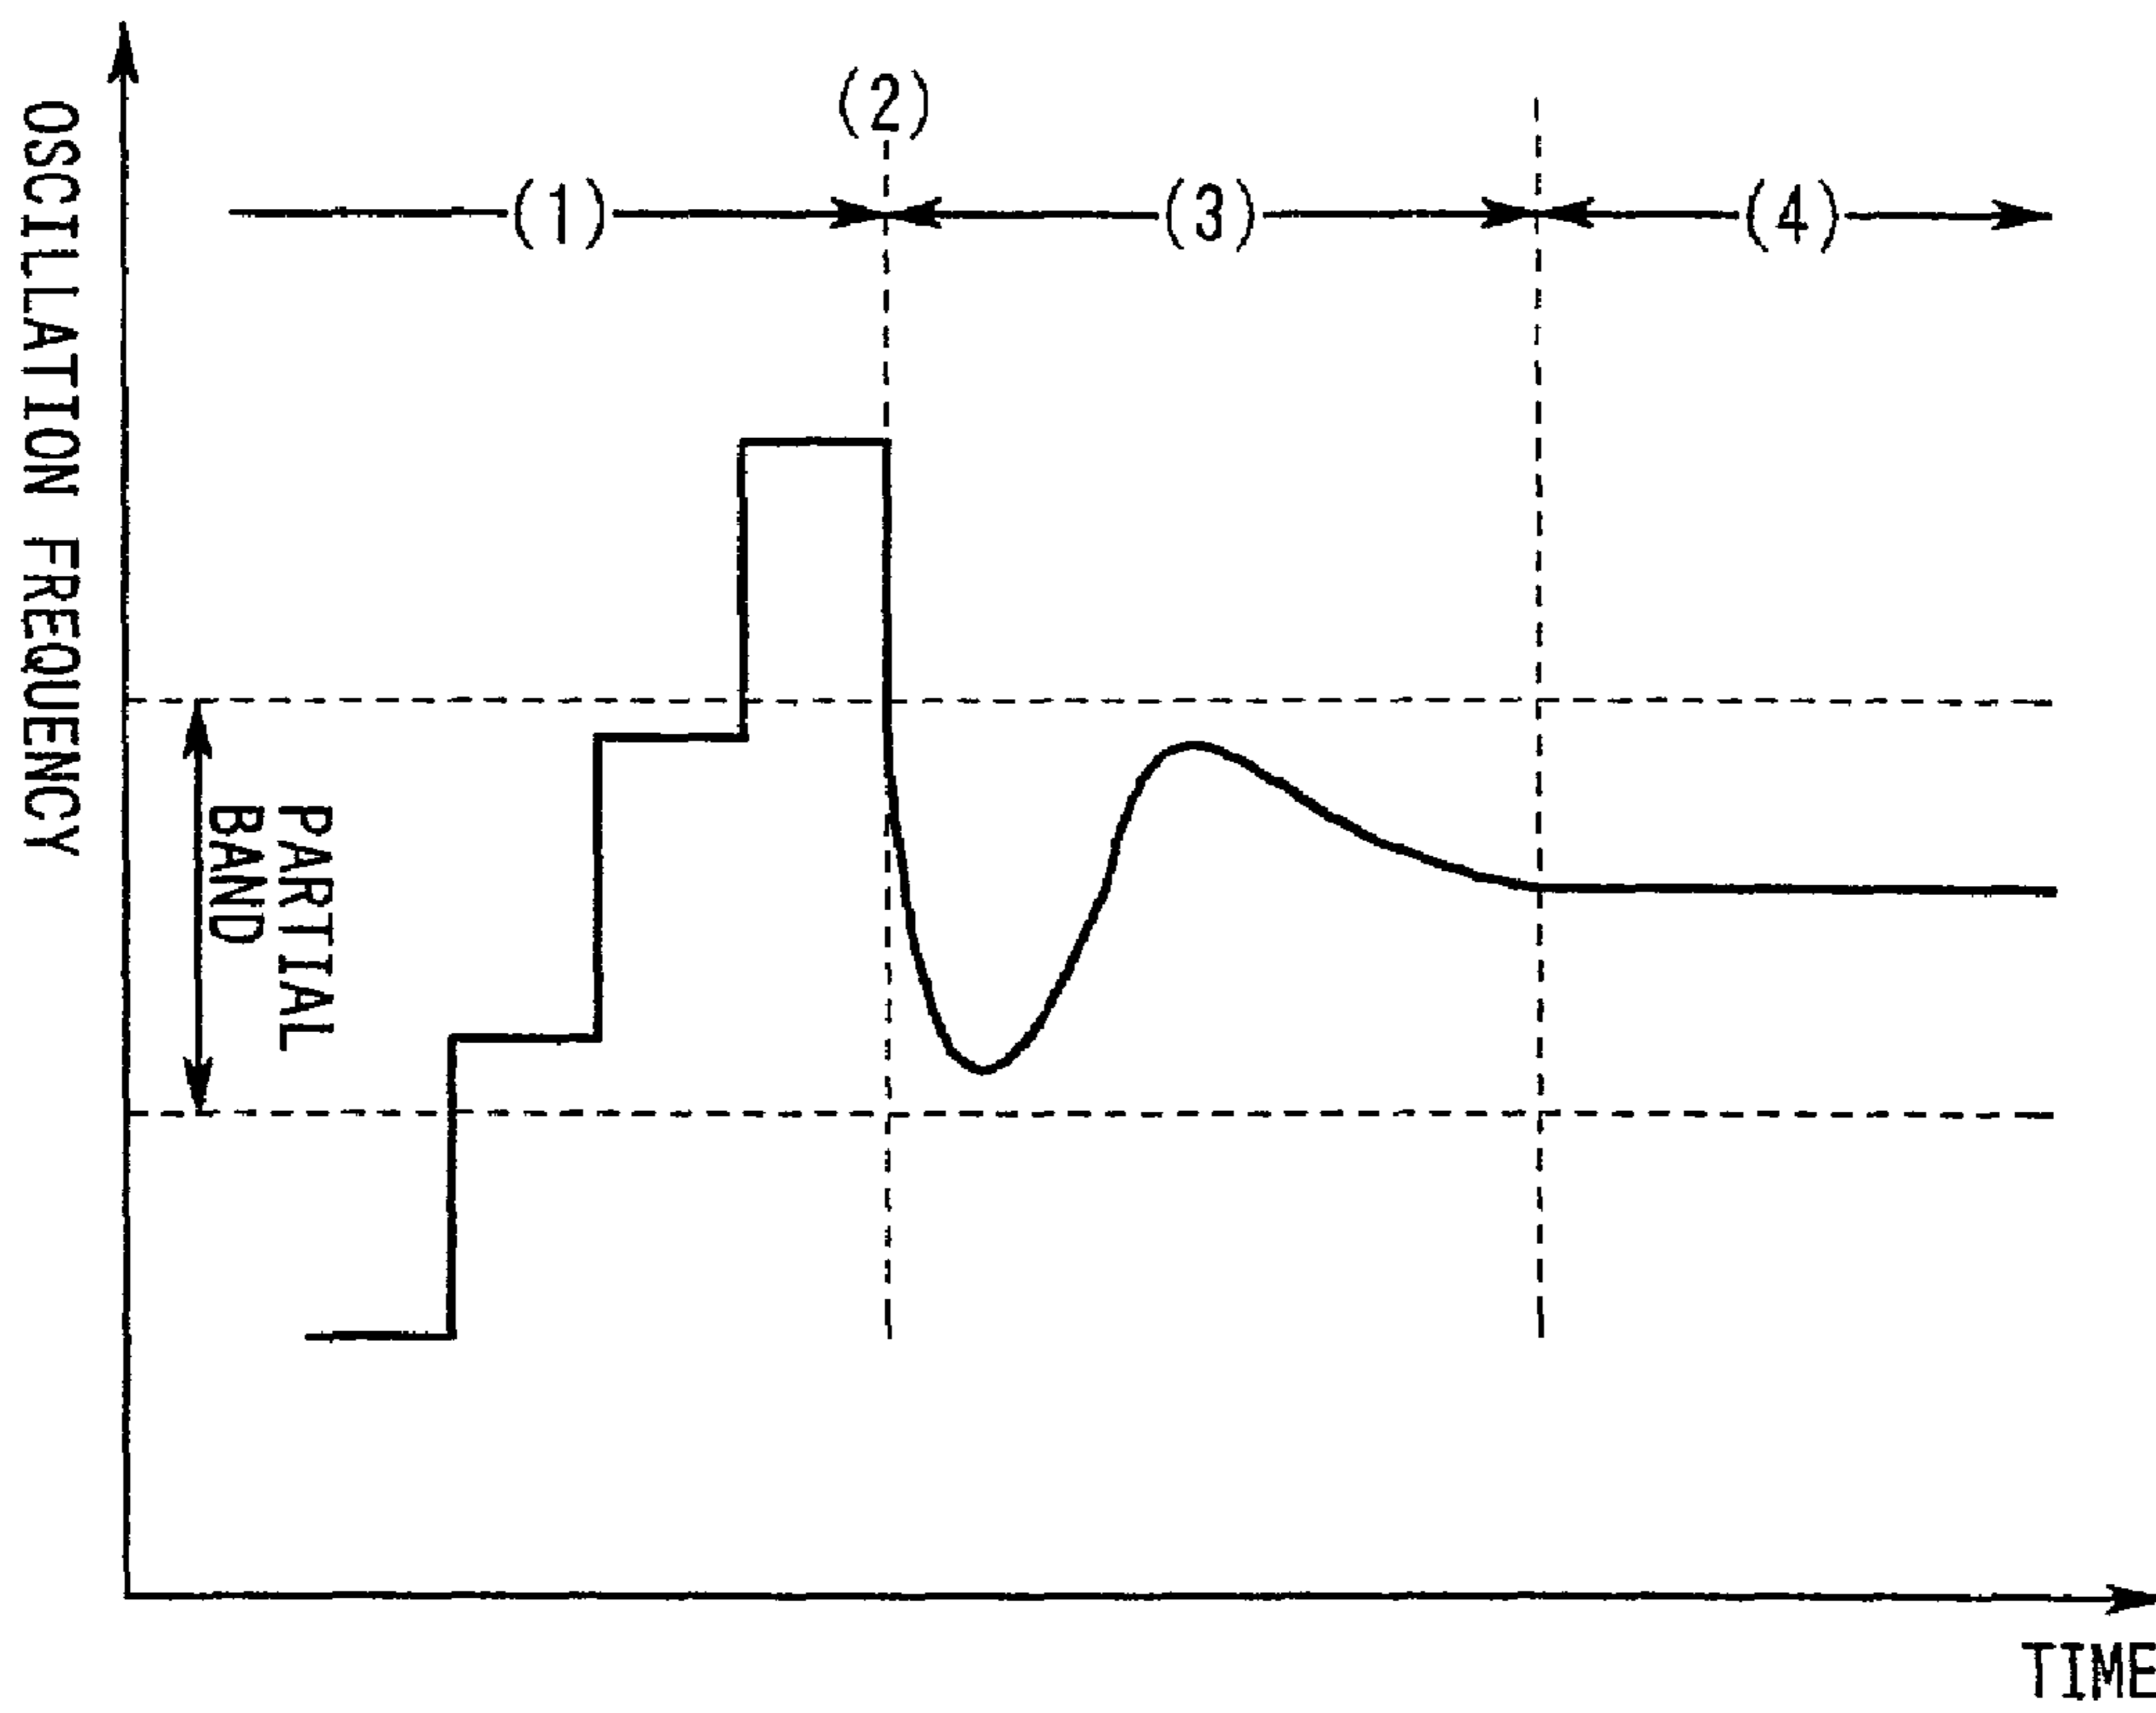 OSCILLATION FREQUENCY
(2)
(1)
(3)
(4)
PARTIAL
BAND
TIME